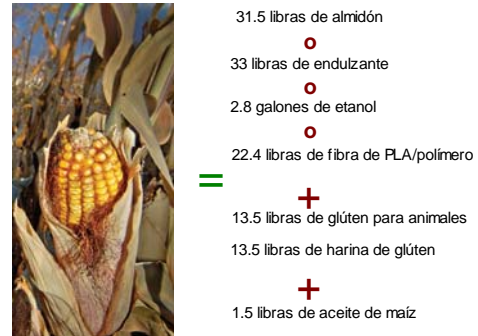 31.5 libras de almidón
o
33 libras de endulzante
o
2.8 galones de etanol
o
22.4 libras de fibra de PLA/polímero
=
+
13.5 libras de glúten para animales
13.5 libras de harina de glúten
+
1.5 libras de aceite de maíz